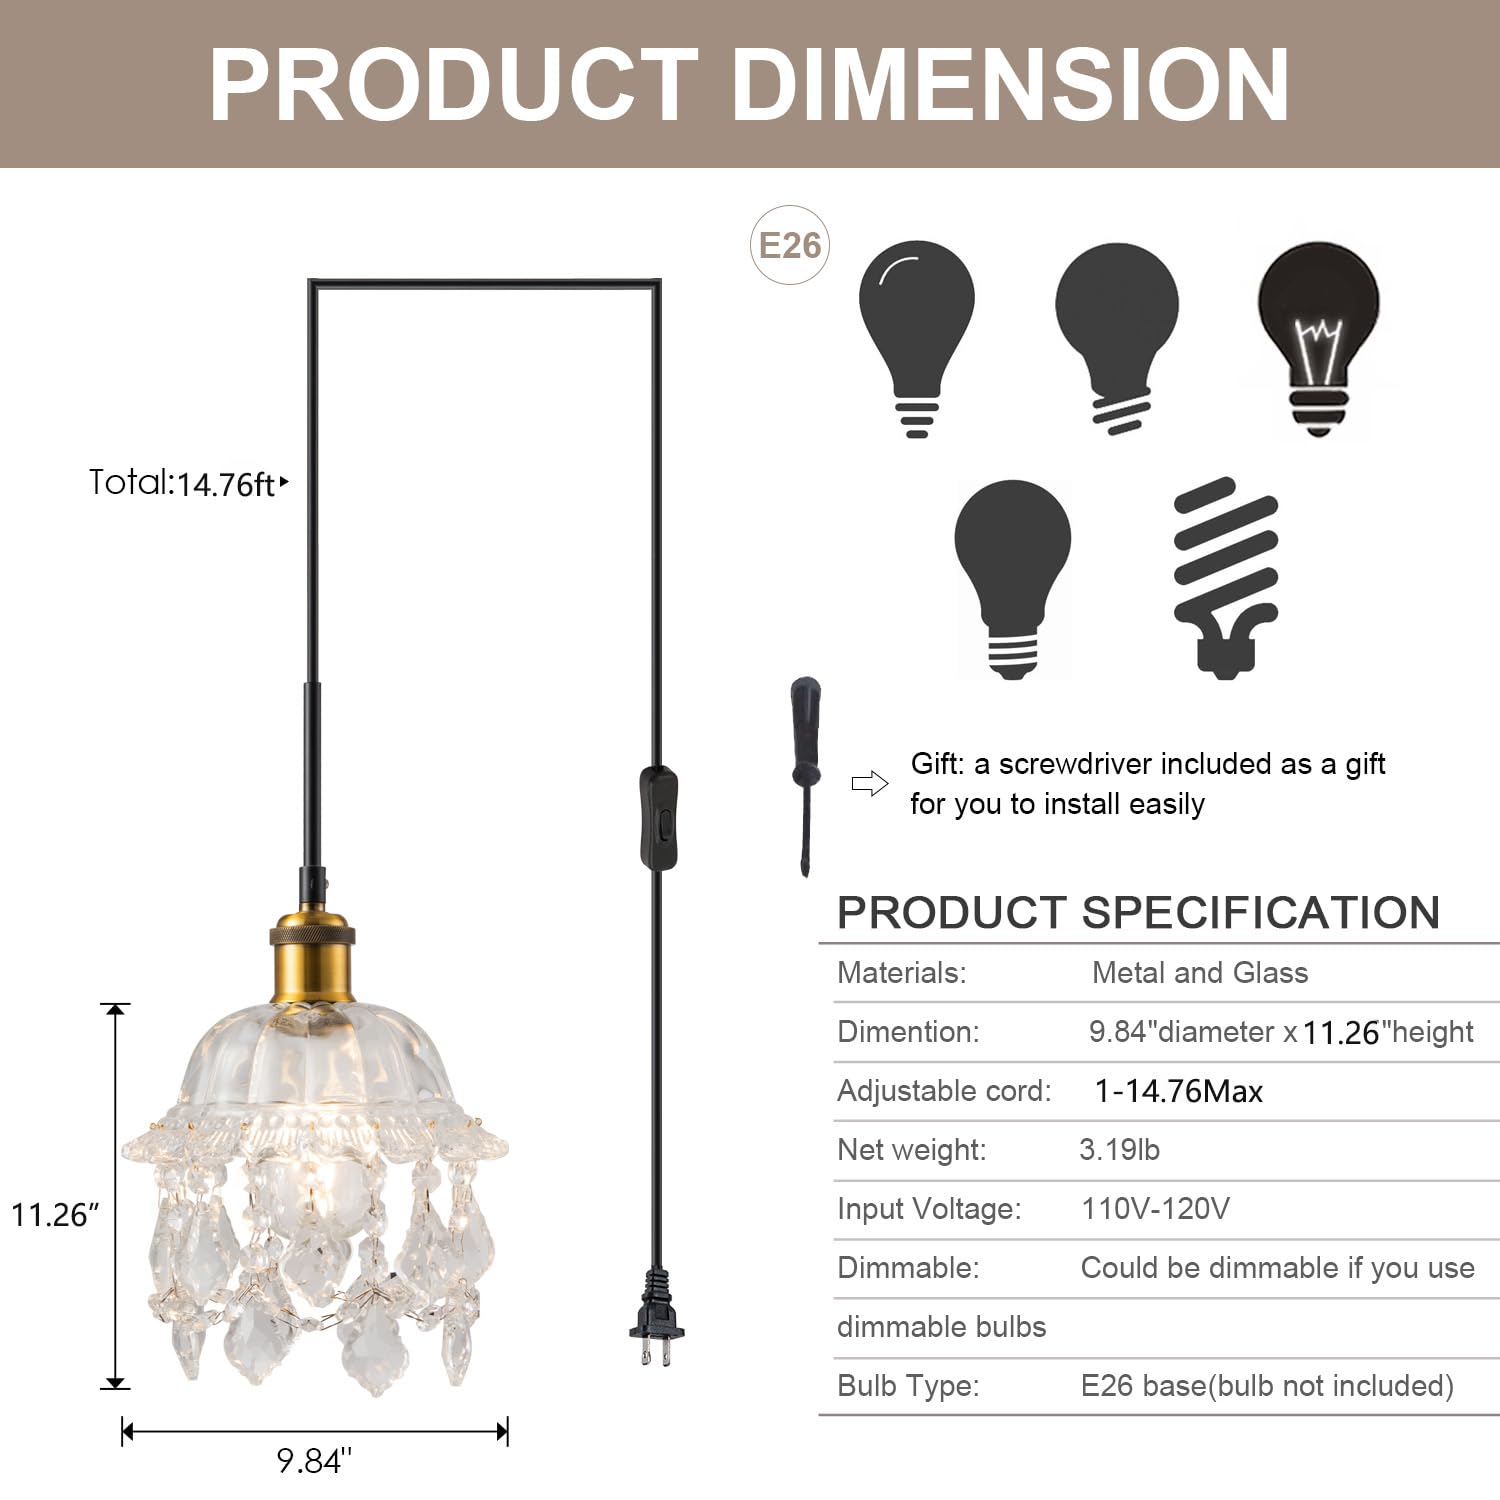 PRODUCT DIMENSION
E26
Total:14.76ft
Gift: a screwdriver included as a gift
for you to install easily
PRODUCT SPECIFICATION
Materials: Metal and Glass
Dimention: 9.84"diameter x 11.26"height
Adjustable cord: 1-14.76Max
Net weight: 3.19lb
Input Voltage: 110V-120V
Dimmable: Could be dimmable if you use
dimmable bulbs
Bulb Type: E26 base(bulb not included)
11.26″
9.84"